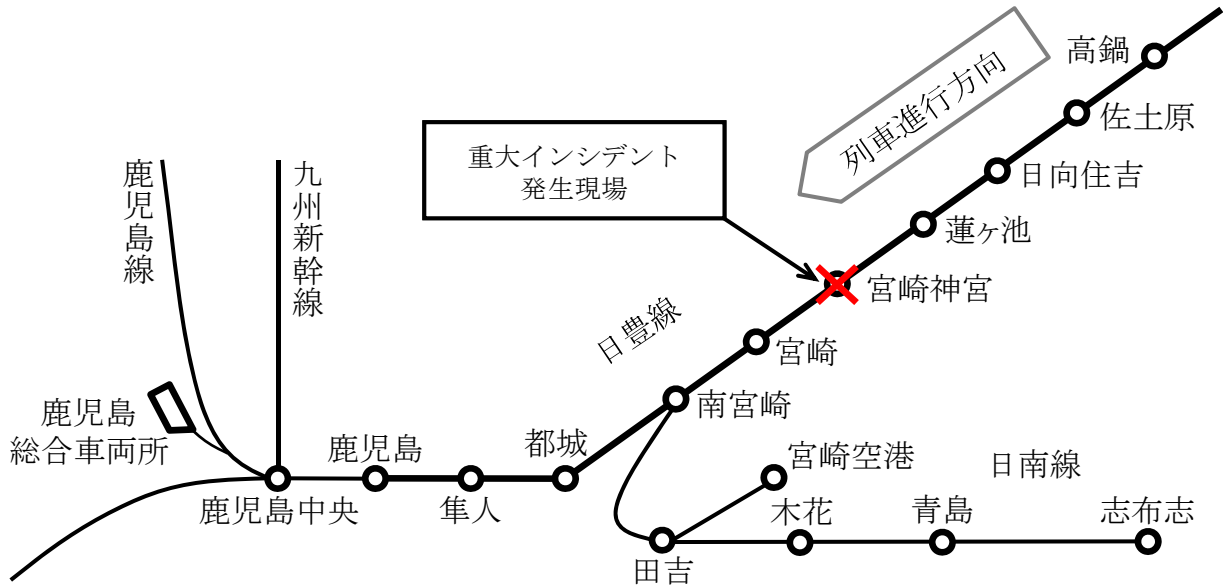 高鍋
佐土原
列車進行方向
日向住吉
重大インシデント
発生現場
蓮ヶ池
宮崎神宮
鹿児島線
九州新幹線
日豊線
宮崎
南宮崎
鹿児島
総合車両所
鹿児島
都城
宮崎空港
日南線
鹿児島中央
隼人
木花
青島
志布志
田吉